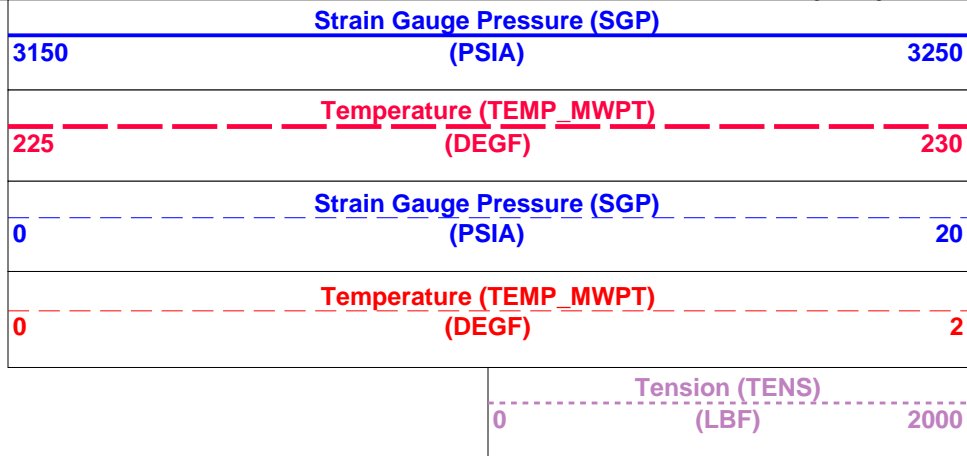 Strain Gauge Pressure (SGP)
3150 (PSIA) 3250
Temperature (TEMP_MWPT)
225 (DEGF) 230
Strain Gauge Pressure (SGP)
0 (PSIA) 20
Temperature (TEMP_MWPT)
0 (DEGF) 2
Tension (TENS)
0 (LBF) 2000